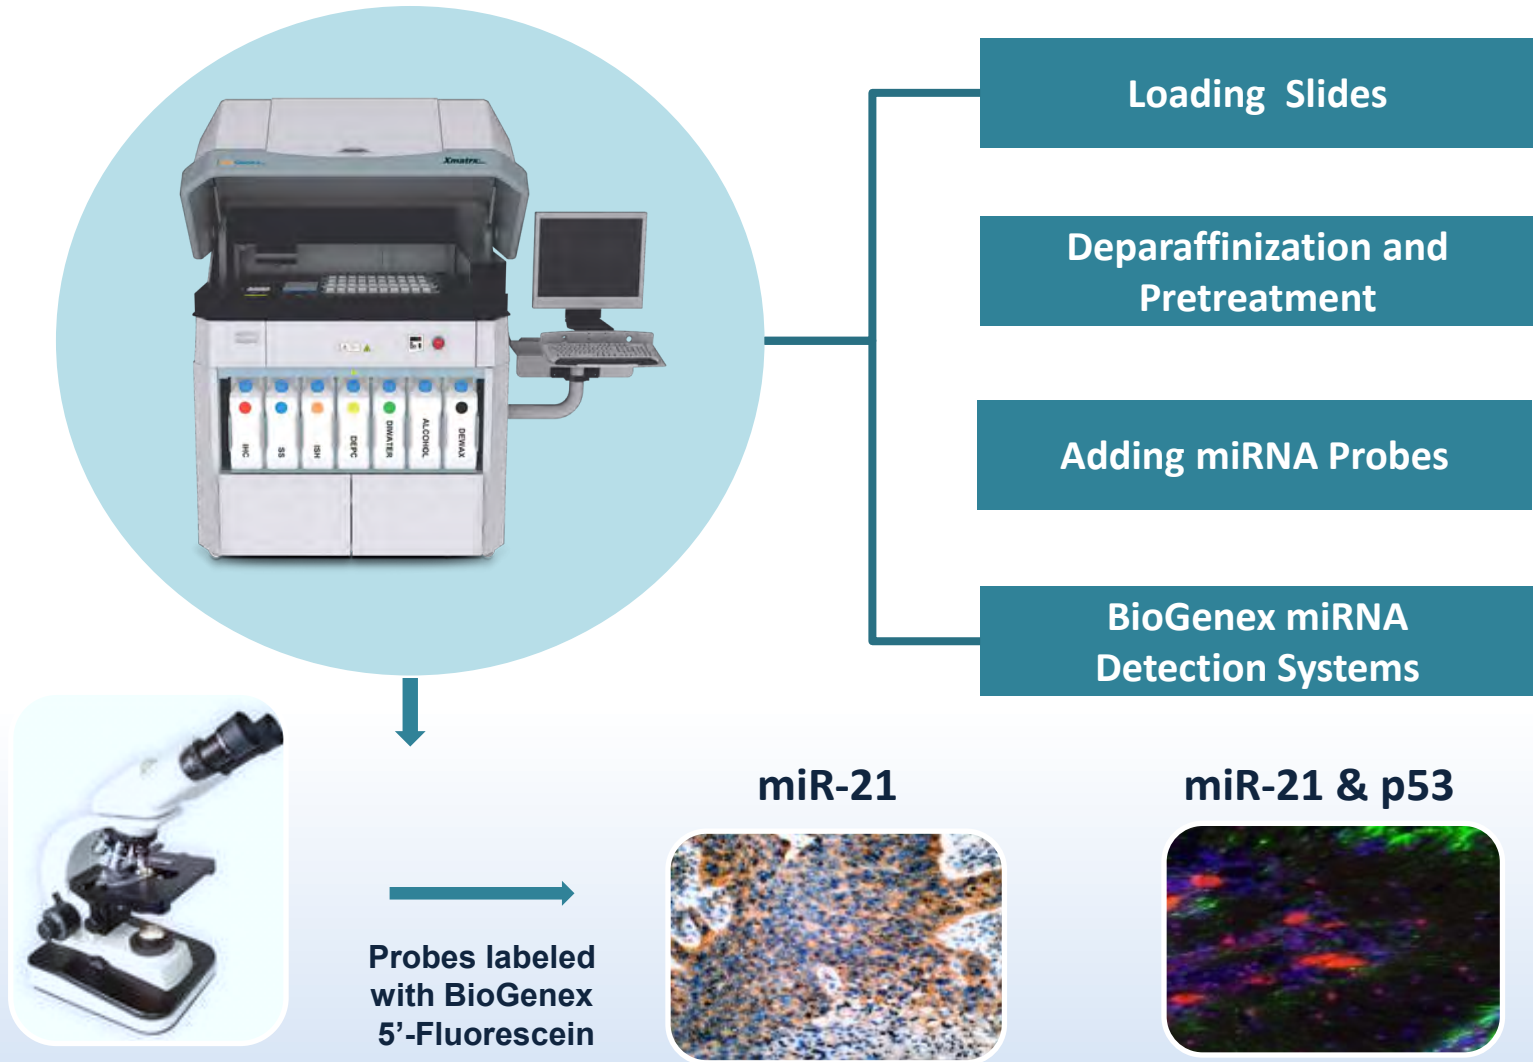 Loading Slides
Deparaffinization and
Pretreatment
Adding miRNA Probes
BioGenex miRNA
Detection Systems
Xmatrx
IHC
SS
ISH
DEPC
DIWATER
ALCOHOL
DEWAX
miR-21
miR-21 & p53
Probes labeled
with BioGenex
5’-Fluorescein